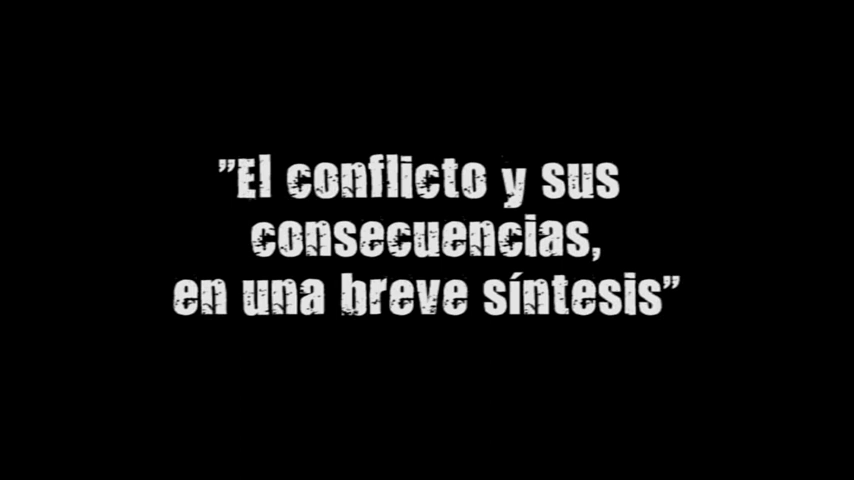 ”El conflicto y sus
consecuencias,
en una breve síntesis”